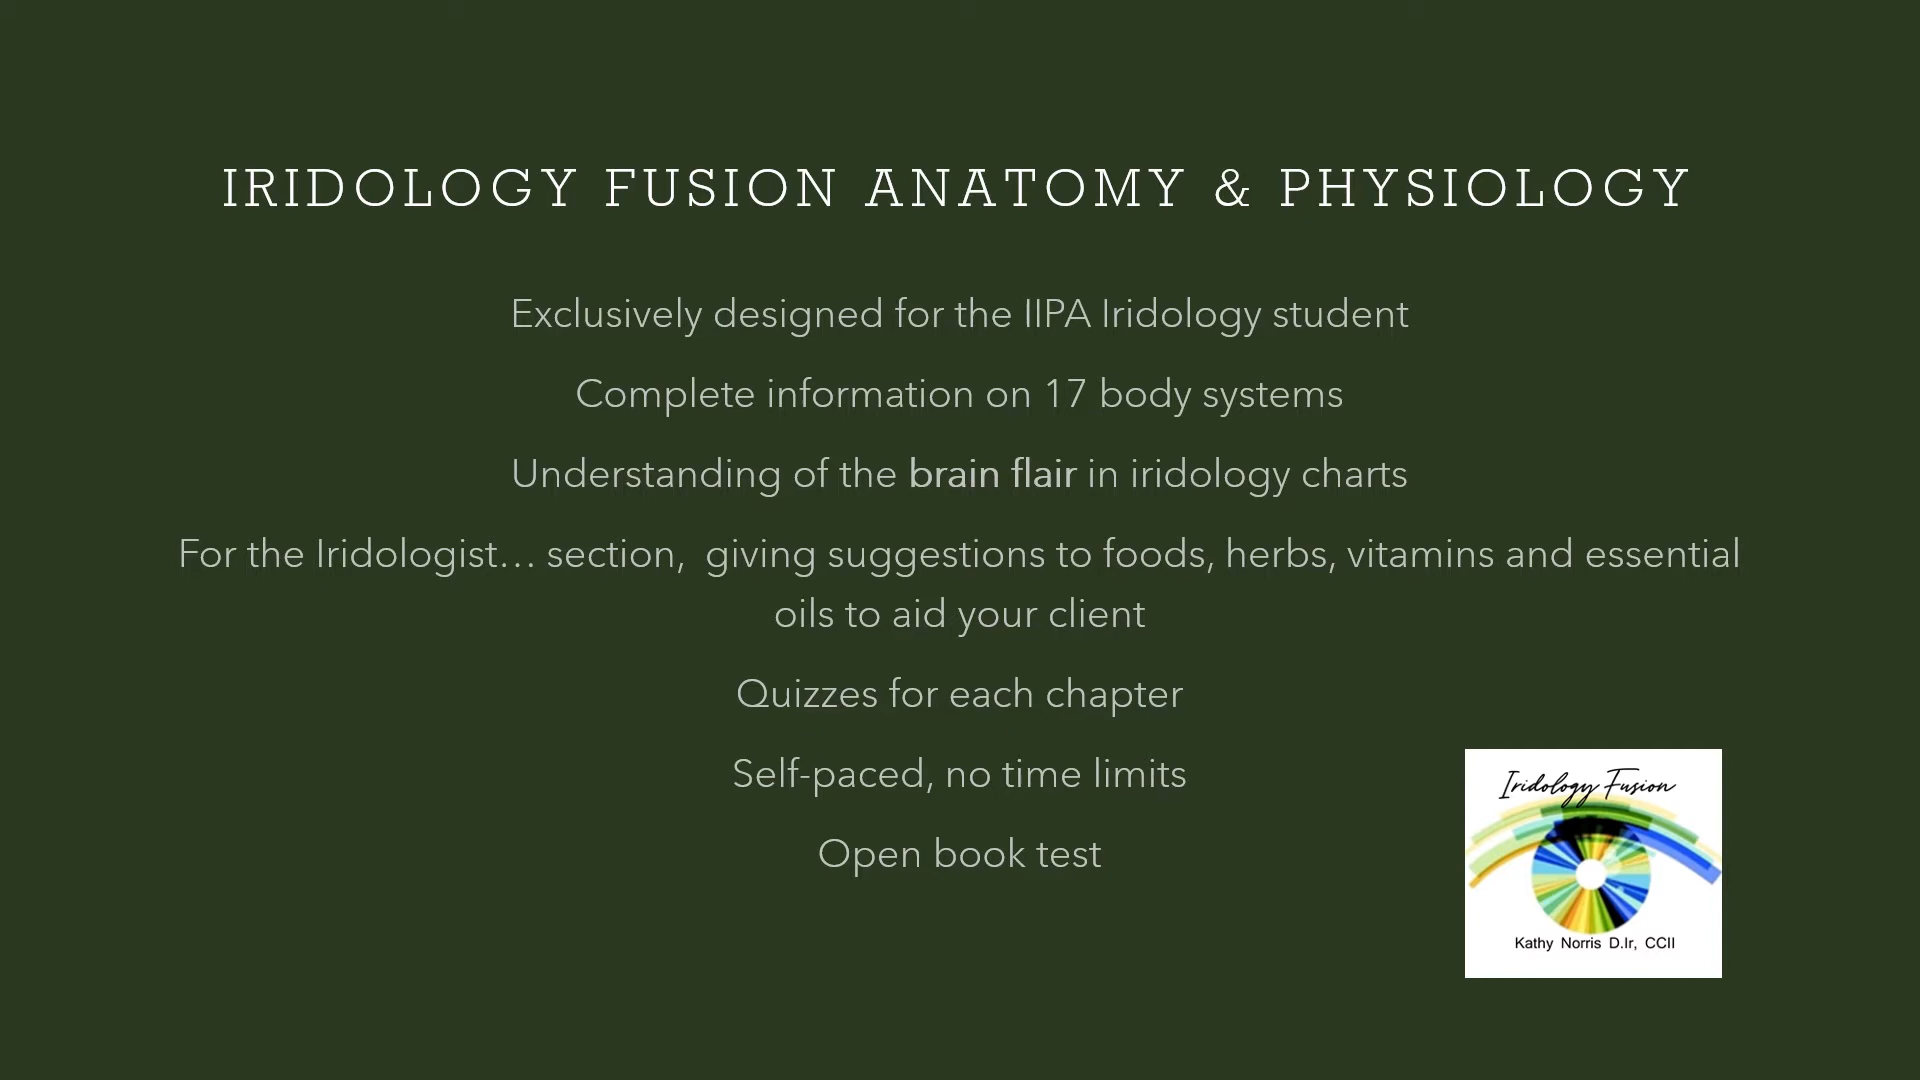 IRIDOLOGY FUSION ANATOMY & PHYSIOLOGY
Exclusively designed for the IIPA Iridology student
Complete information on 17 body systems
Understanding of the brain flair in iridology charts
For the Iridologist… section,  giving suggestions to foods, herbs, vitamins and essential
oils to aid your client
Quizzes for each chapter
Self-paced, no time limits
Open book test
Iridology Fusion
Kathy Norris D.Ir, CCII